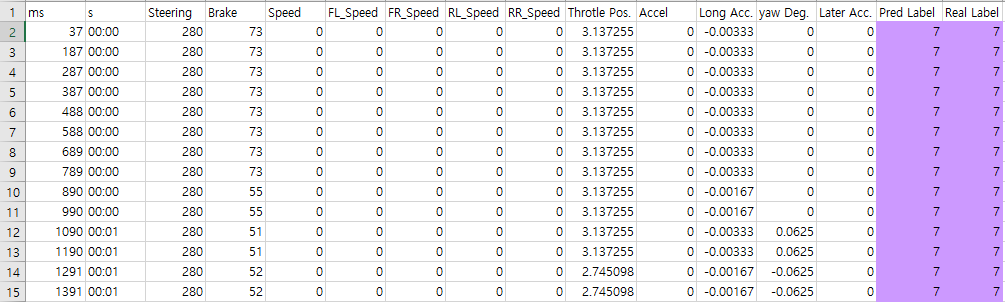 1 ms s Steering Brake Speed FL_Speed FR_Speed RL_Speed RR_Speed Throtle Pos. Accel Long Acc. yaw Deg. Later Acc. Pred Label Real Label
2 37 00:00 280 73 0 0 0 0 0 3.137255 0 -0.00333 0 0 7 7
3 187 00:00 280 73 0 0 0 0 0 3.137255 0 -0.00333 0 0 7 7
4 287 00:00 280 73 0 0 0 0 0 3.137255 0 -0.00333 0 0 7 7
5 387 00:00 280 73 0 0 0 0 0 3.137255 0 -0.00333 0 0 7 7
6 488 00:00 280 73 0 0 0 0 0 3.137255 0 -0.00333 0 0 7 7
7 588 00:00 280 73 0 0 0 0 0 3.137255 0 -0.00333 0 0 7 7
8 689 00:00 280 73 0 0 0 0 0 3.137255 0 -0.00333 0 0 7 7
9 789 00:00 280 73 0 0 0 0 0 3.137255 0 -0.00333 0 0 7 7
10 890 00:00 280 55 0 0 0 0 0 3.137255 0 -0.00167 0 0 7 7
11 990 00:00 280 55 0 0 0 0 0 3.137255 0 -0.00167 0 0 7 7
12 1090 00:01 280 51 0 0 0 0 0 3.137255 0 -0.00333 0.0625 0 7 7
13 1190 00:01 280 51 0 0 0 0 0 3.137255 0 -0.00333 0.0625 0 7 7
14 1291 00:01 280 52 0 0 0 0 0 2.745098 0 -0.00167 -0.0625 0 7 7
15 1391 00:01 280 52 0 0 0 0 0 2.745098 0 -0.00167 -0.0625 0 7 7